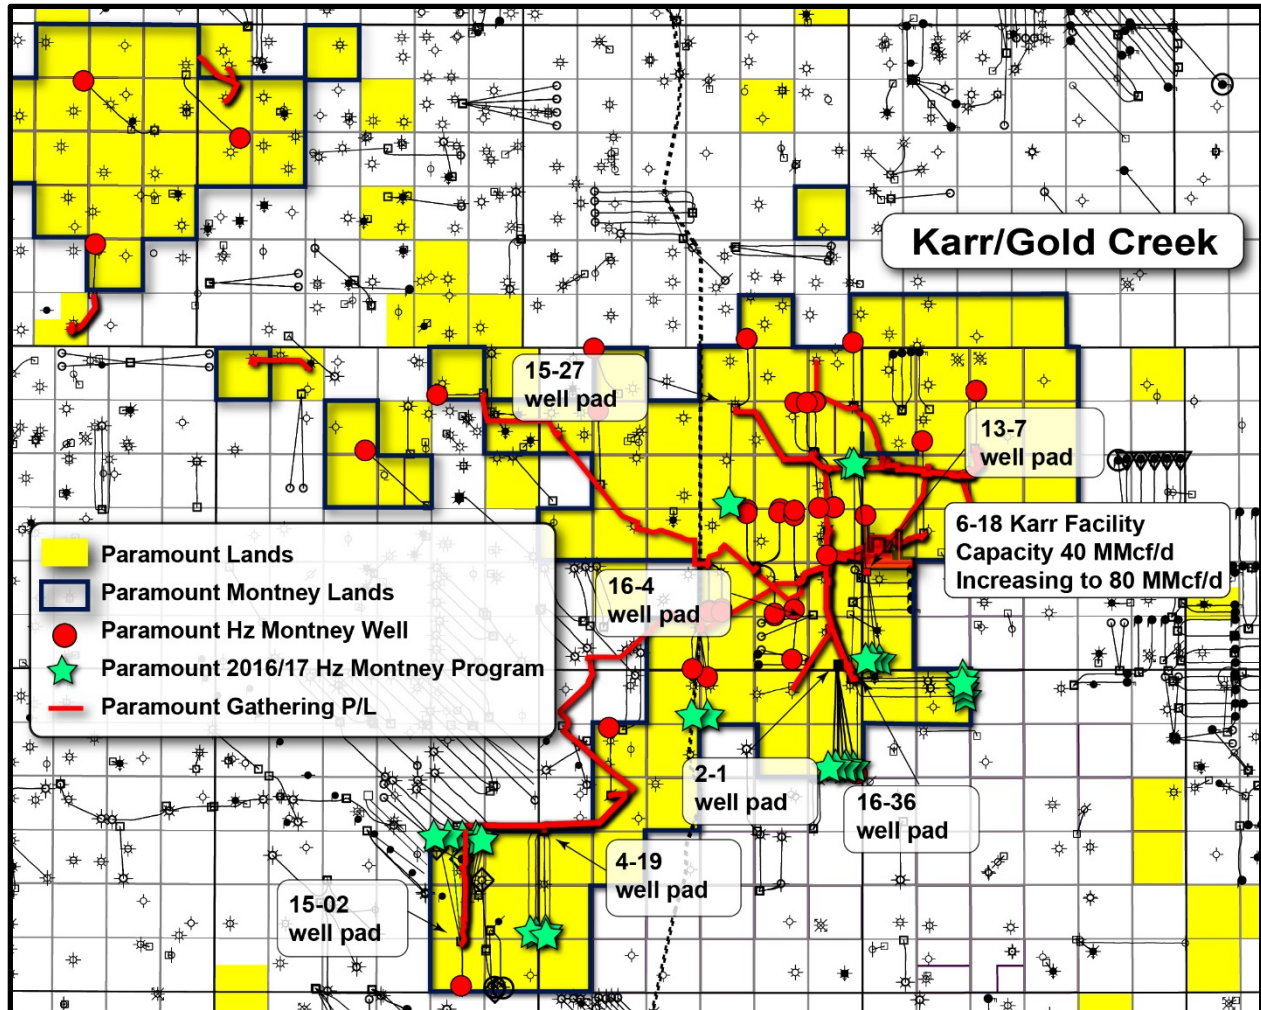 Karr/Gold Creek
15-27
well pad
13-7
well pad
6-18 Karr Facility
Capacity 40 MMcf/d
Increasing to 80 MMcf/d
Paramount Lands
Paramount Montney Lands
Paramount Hz Montney Well
Paramount 2016/17 Hz Montney Program
Paramount Gathering P/L
16-4
well pad
2-1
well pad
16-36
well pad
4-19
well pad
15-02
well pad